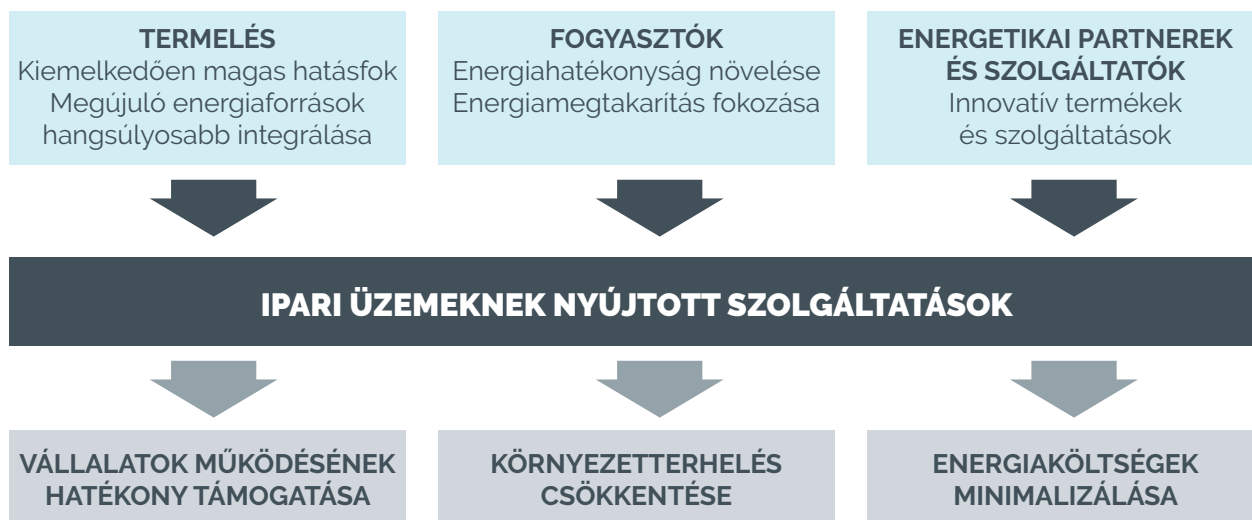 TERMELÉS
Kiemelkedően magas hatásfok
Megújuló energiaforrások
hangsúlyosabb integrálása
FOGYASZTÓK
Energiahatékonyság növelése
Energiamegtakarítás fokozása
ENERGETIKAI PARTNEREK
ÉS SZOLGÁLTATÓK
Innovatív termékek
és szolgáltatások
IPARI ÜZEMEKNEK NYÚJTOTT SZOLGÁLTATÁSOK
VÁLLALATOK MŰKÖDÉSÉNEK
HATÉKONY TÁMOGATÁSA
KÖRNYEZETTERHELÉS
CSÖKKENTÉSE
ENERGIAKÖLTSÉGEK
MINIMALIZÁLÁSA